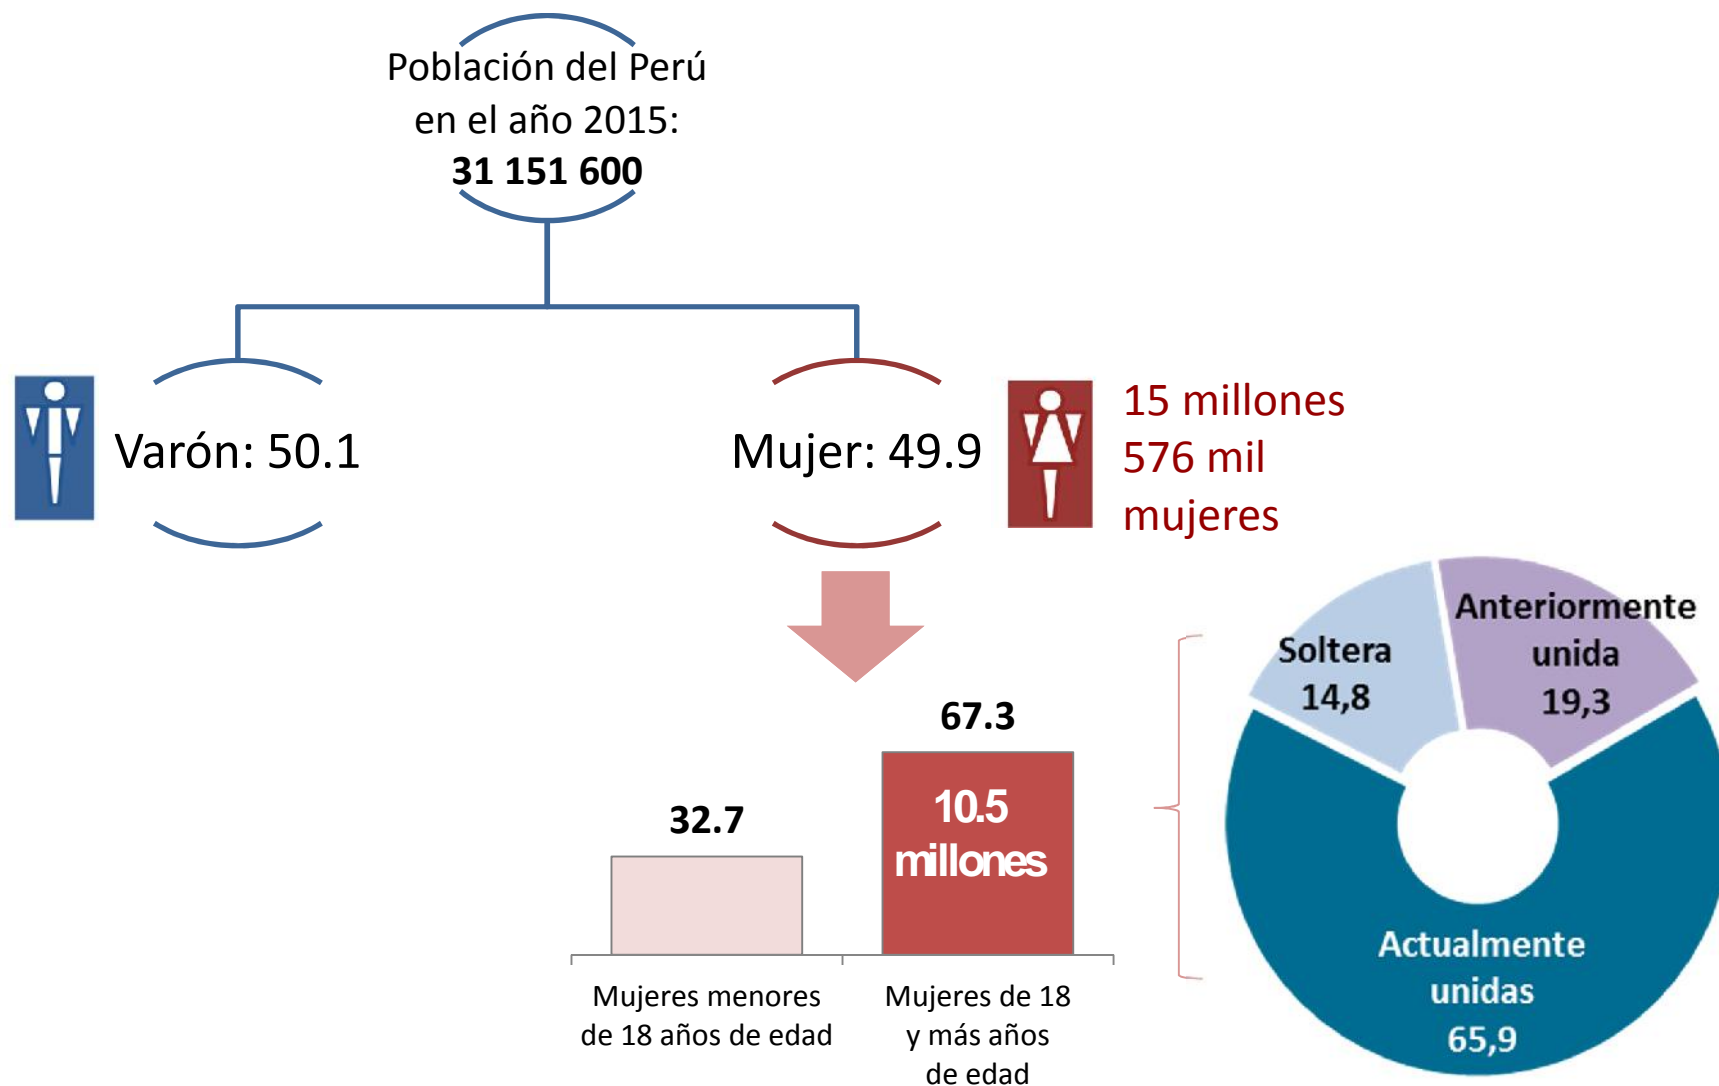 Población del Perú
en el año 2015:
31 151 600
Varón: 50.1
Mujer: 49.9
15 millones
576 mil
mujeres
67.3
10.5
millones
32.7
Mujeres menores
de 18 años de edad
Mujeres de 18
y más años
de edad
Soltera
14,8
Anteriormente
unida
19,3
Actualmente
unidas
65,9